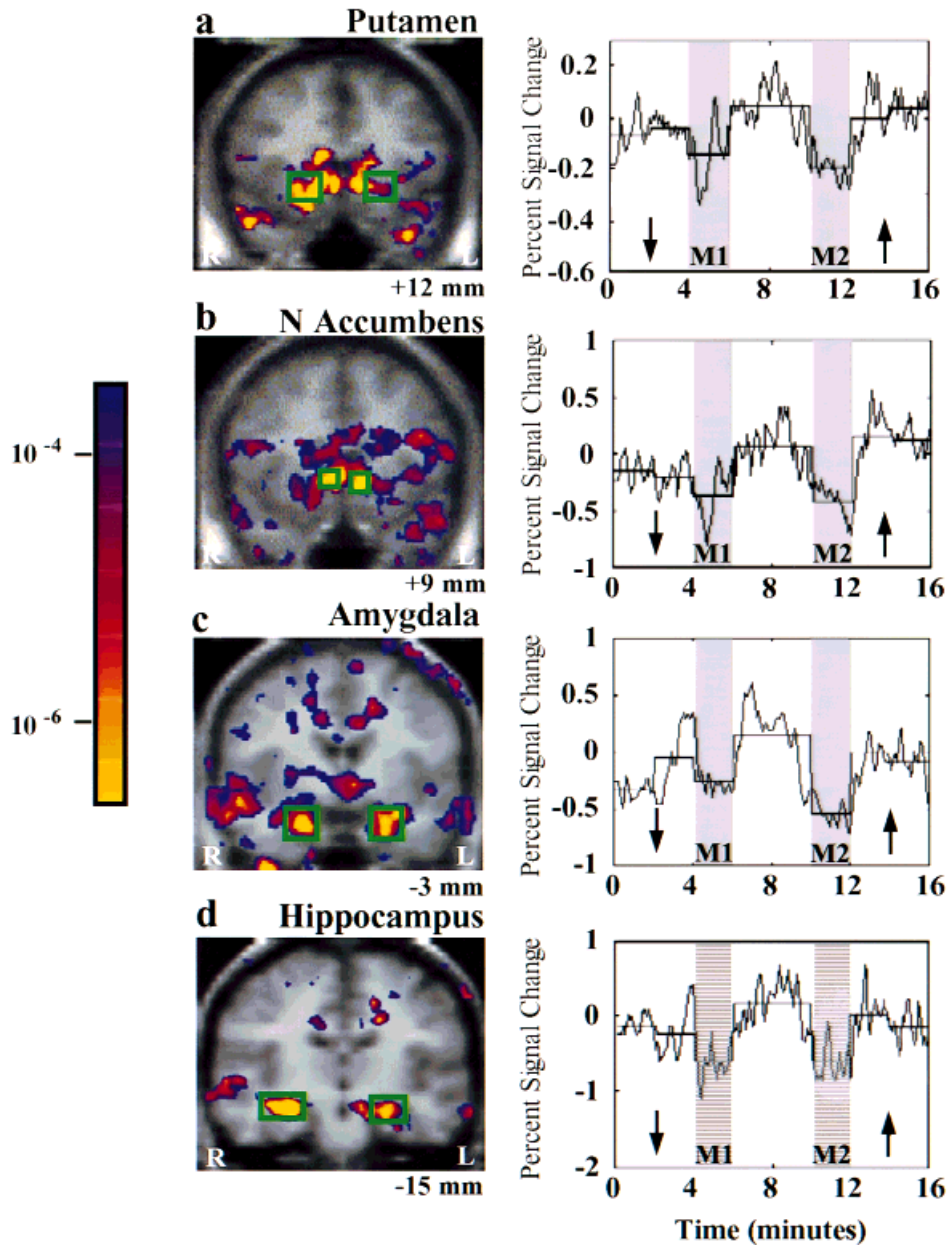 a Putamen
R L
+12 mm
Percent Signal Change
0.2
0
-0.2
-0.4
-0.6
M1 M2
0 4 8 12 16
b N Accumbens
R L
+9 mm
Percent Signal Change
1
0.5
0
-0.5
-1
M1 M2
0 4 8 12 16
10 -4
10 -6
c Amygdala
R L
-3 mm
Percent Signal Change
1
0.5
0
-0.5
-1
M1 M2
0 4 8 12 16
d Hippocampus
R L
-15 mm
Percent Signal Change
1
0
-1
-2
M1 M2
0 4 8 12 16
Time (minutes)